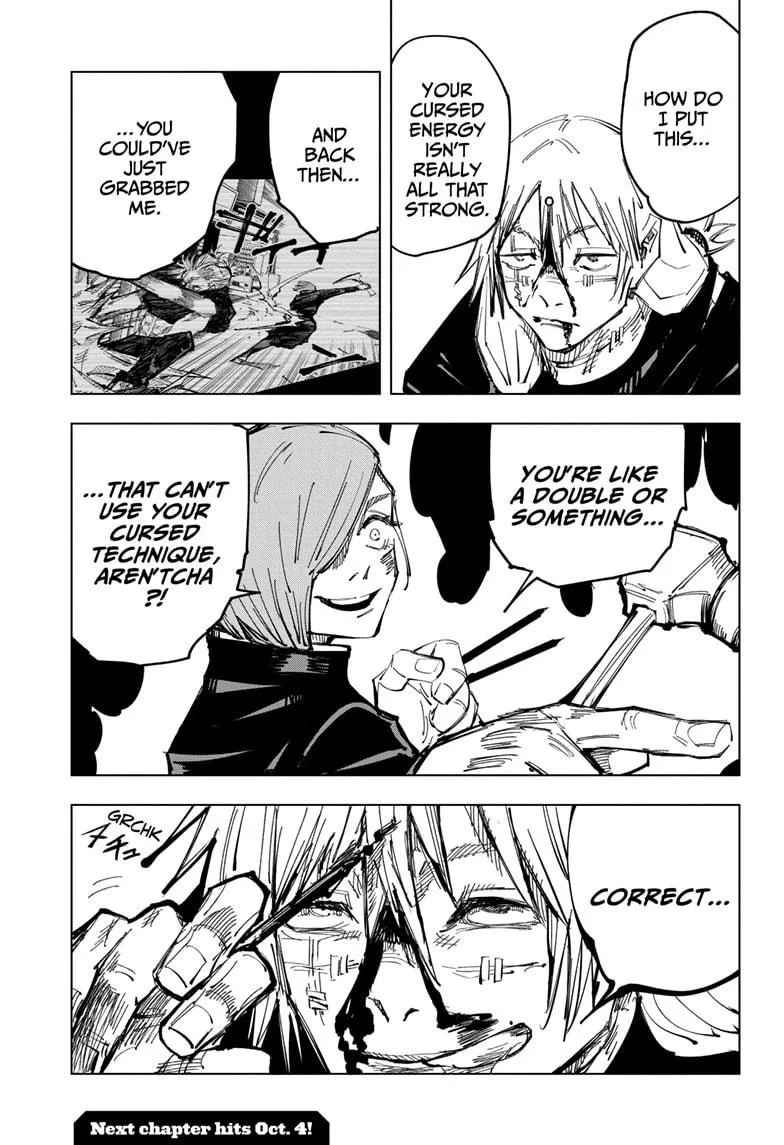 HOW DO
I PUT
THIS...
YOUR
CURSED
ENERGY
ISN'T
REALLY
ALL THAT
STRONG.
AND
BACK
THEN...
...YOU
COULD'VE
JUST
GRABBED
ME.
YOU'RE LIKE
A DOUBLE OR
SOMETHING...
...THAT CAN'T
USE YOUR
CURSED
TECHNIQUE,
AREN'TCHA
?!
GRCHK
CORRECT...
Next chapter hits Oct. 4!